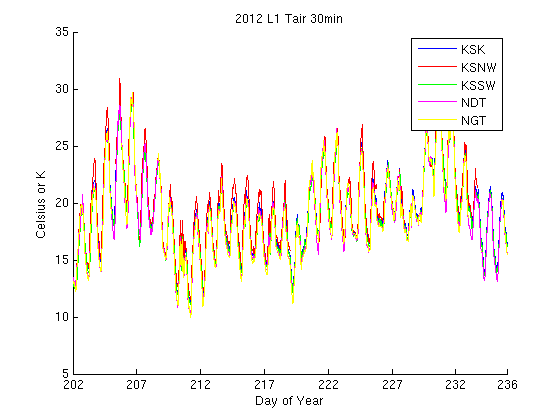 2012 L1 Tair 30min
35
30
25
20
15
10
5
Celsius or K
KSK
KSNW
KSSW
NDT
NGT
202 207 212 217 222 227 232 236
Day of Year